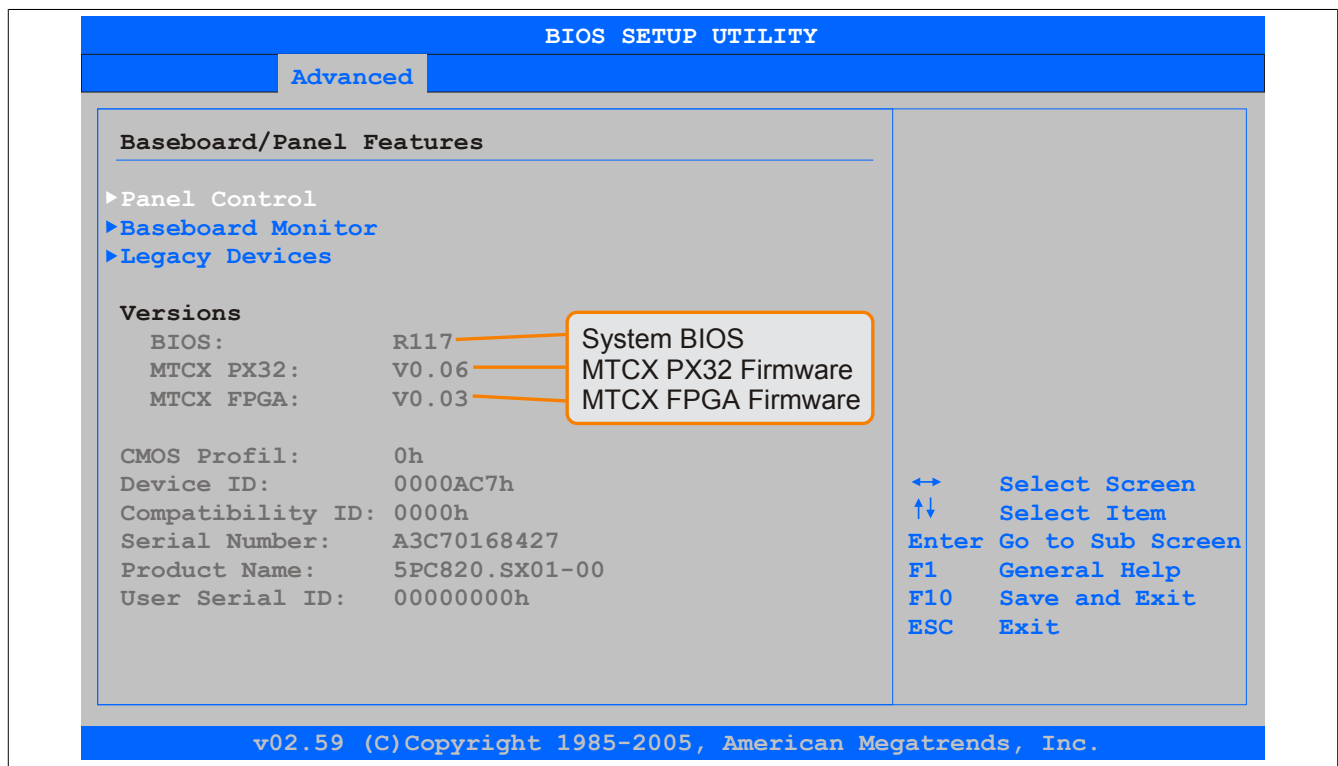 BIOS SETUP UTILITY
Advanced
Baseboard/Panel Features
▶Panel Control
▶Baseboard Monitor
▶Legacy Devices
Versions
BIOS: R117 System BIOS
MTCX PX32: V0.06 MTCX PX32 Firmware
MTCX FPGA: V0.03 MTCX FPGA Firmware
CMOS Profil: 0h
Device ID: 0000AC7h
Compatibility ID: 0000h
Serial Number: A3C70168427
Product Name: 5PC820.SX01-00
User Serial ID: 00000000h
↔ Select Screen
↑↓ Select Item
Enter Go to Sub Screen
F1 General Help
F10 Save and Exit
ESC Exit
v02.59 (C)Copyright 1985-2005, American Megatrends, Inc.